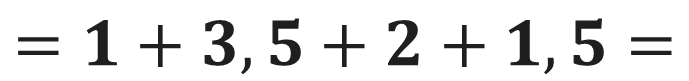 = 1 + 3, 5 + 2 + 1, 5 =